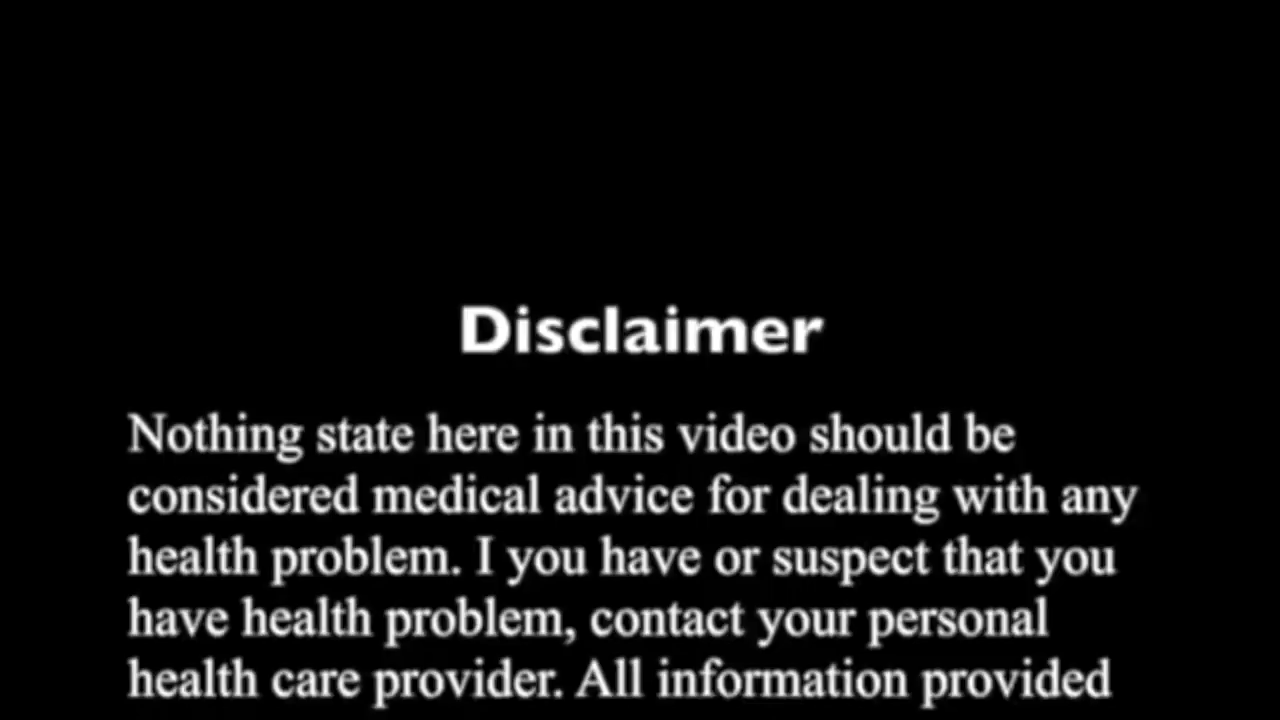 Disclaimer
Nothing state here in this video should be
considered medical advice for dealing with any
health problem. I you have or suspect that you
have health problem, contact your personal
health care provider. All information provided